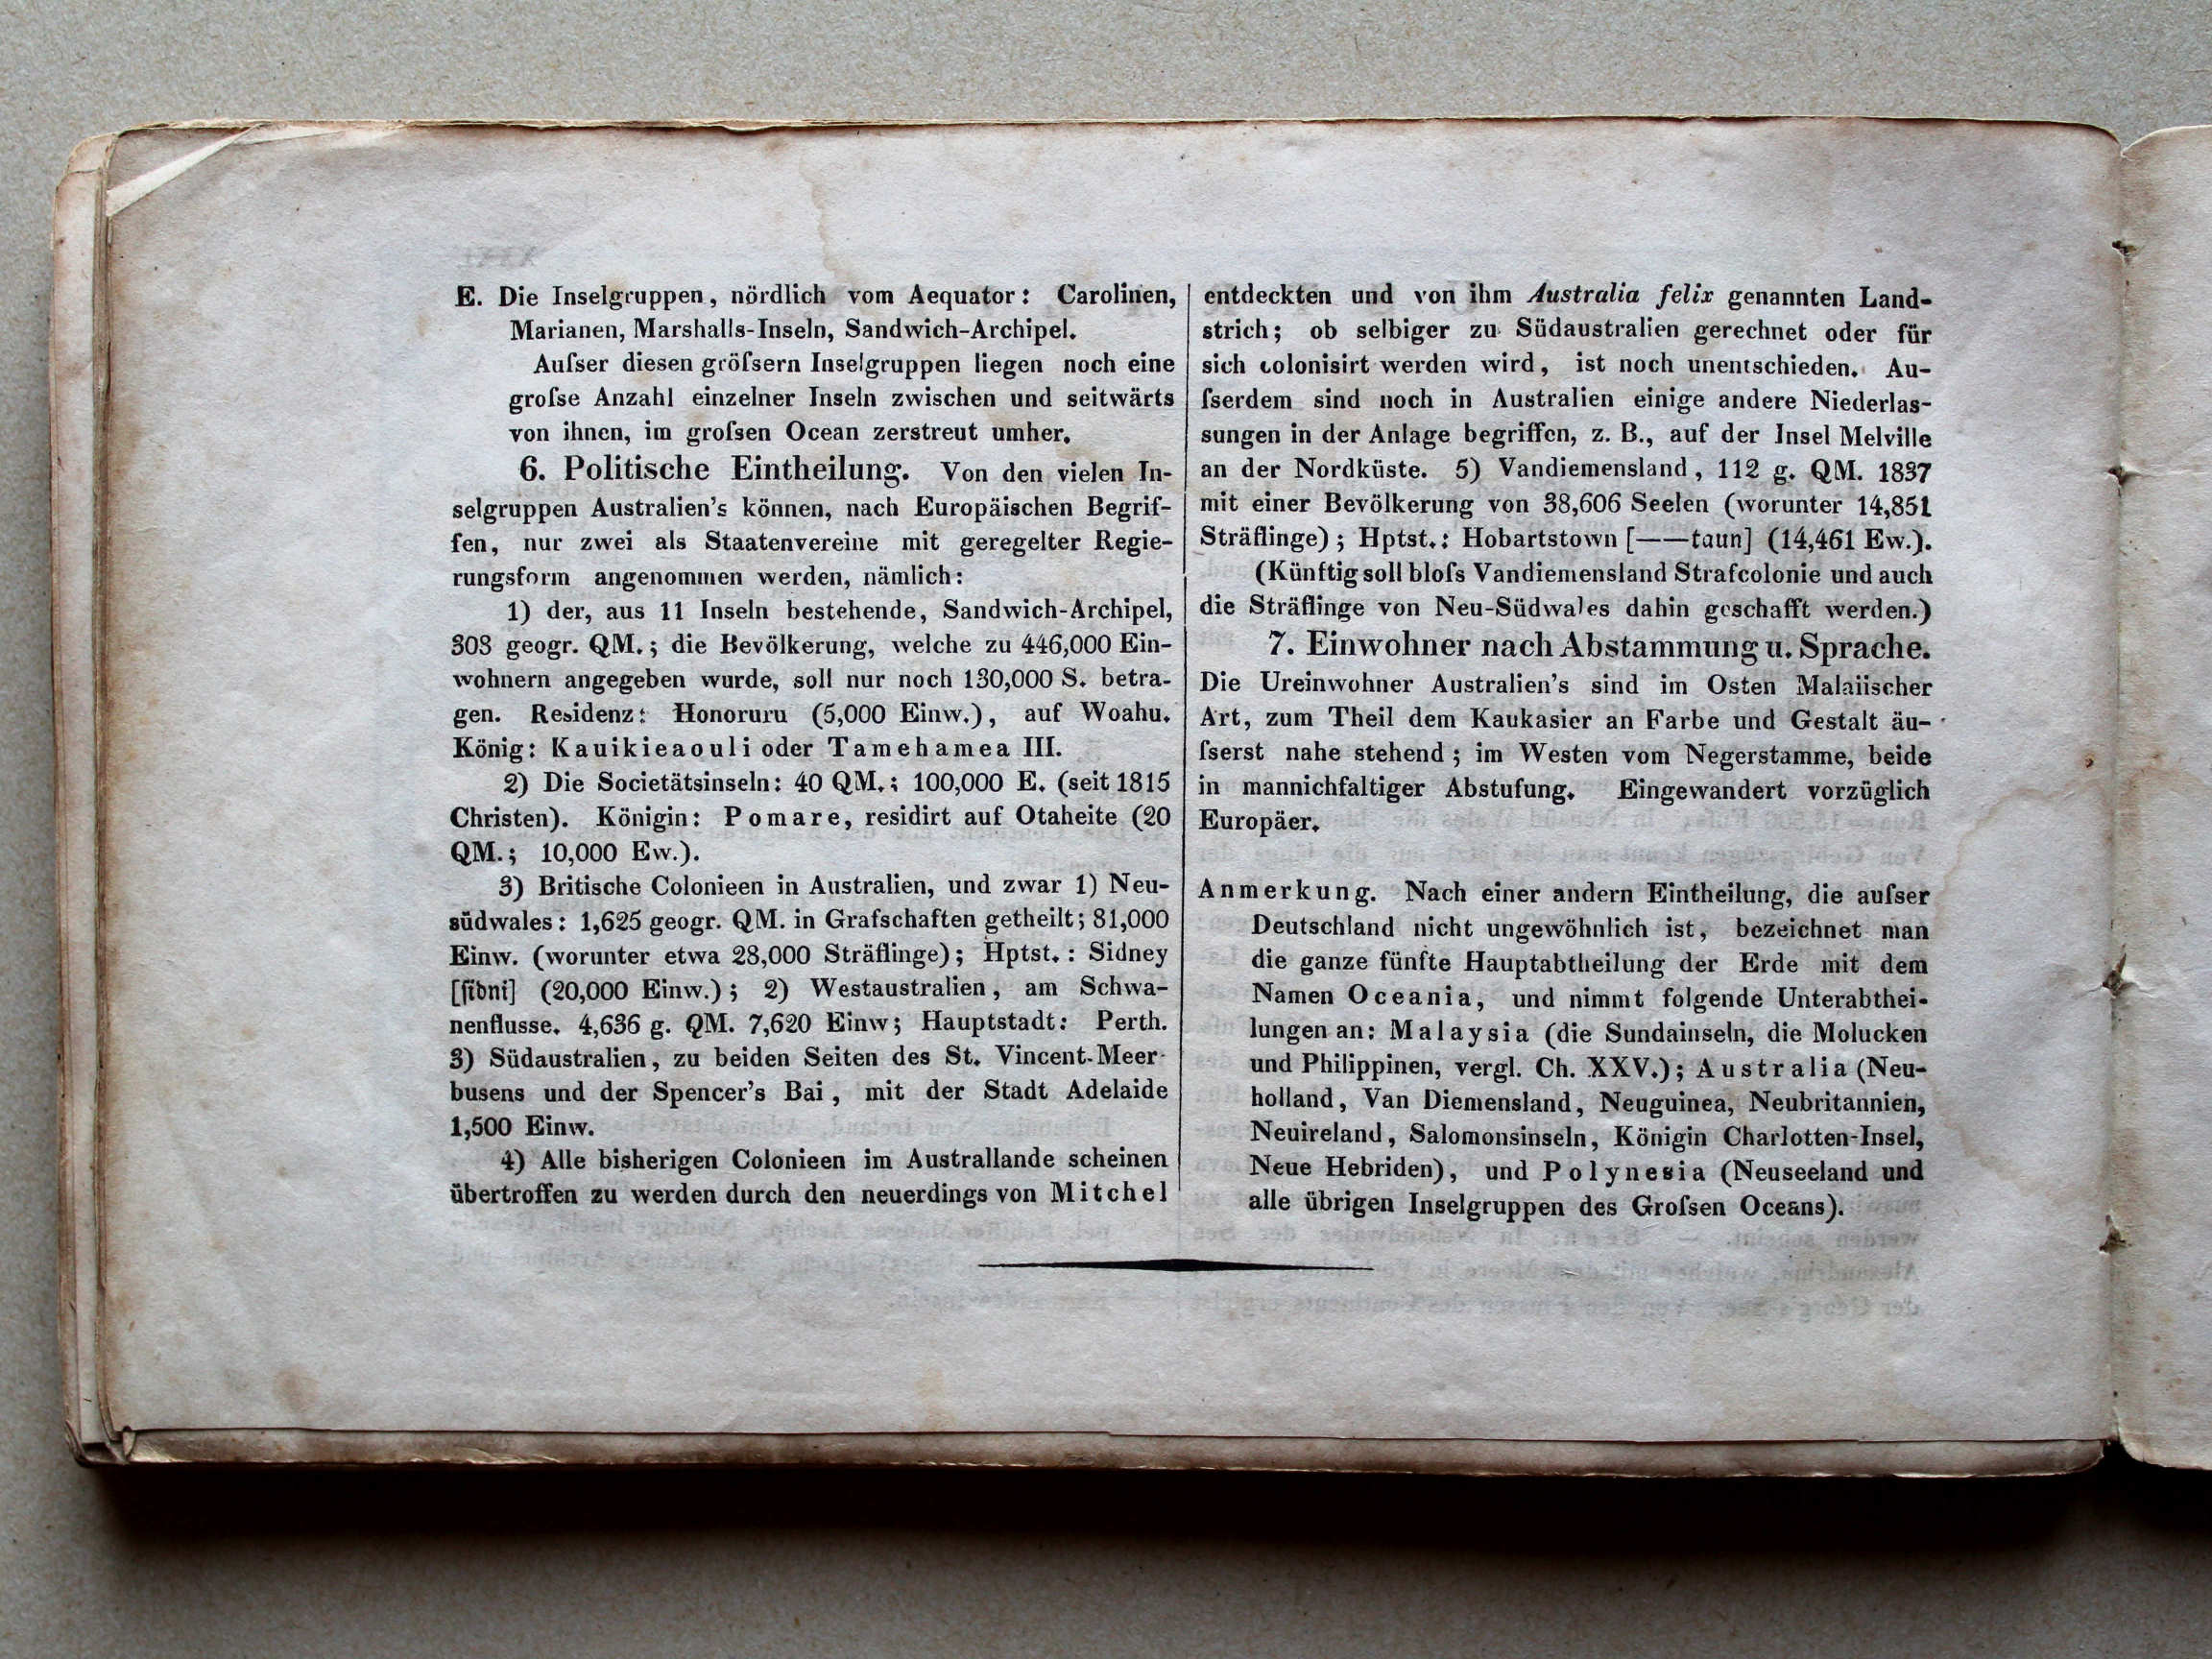 E. Die Inselgruppen, nördlich vom Aequator: Carolinen,
Marianen, Marshalls-Inseln, Sandwich-Archipel.
Auſser diesen gröſsern Inselgruppen liegen noch eine
groſse Anzahl einzelner Inseln zwischen und seitwärts
von ihnen, im groſsen Ocean zerstreut umher.
6. Politische Eintheilung. Von den vielen In-
selgruppen Australien's können, nach Europäischen Begrif-
fen, nur zwei als Staatenvereine mit geregelter Regie-
rungsform angenommen werden, nämlich:
1) der, aus 11 Inseln bestehende, Sandwich-Archipel,
303 geogr. QM.; die Bevölkerung, welche zu 446,000 Ein-
wohnern angegeben wurde, soll nur noch 130,000 S. betra-
gen. Residenz: Honoruru (5,000 Einw.), auf Woahu.
König: Kauikieaouli oder Tamehamea III.
2) Die Societätsinseln: 40 QM.; 100,000 E. (seit 1815
Christen). Königin: Pomare, residirt auf Otaheite (20
QM.; 10,000 Ew.).
3) Britische Colonieen in Australien, und zwar 1) Neu-
südwales: 1,625 geogr. QM. in Grafschaften getheilt; 81,000
Einw. (worunter etwa 28,000 Sträflinge); Hptst.: Sidney
[ſidni] (20,000 Einw.); 2) Westaustralien, am Schwa-
nenflusse. 4,636 g. QM. 7,620 Einw; Hauptstadt: Perth.
3) Südaustralien, zu beiden Seiten des St. Vincent-Meer-
busens und der Spencer's Bai, mit der Stadt Adelaide
1,500 Einw.
4) Alle bisherigen Colonieen im Australlande scheinen
übertroffen zu werden durch den neuerdings von Mitchel
entdeckten und von ihm Australia felix genannten Land-
strich; ob selbiger zu Südaustralien gerechnet oder für
sich colonisirt werden wird, ist noch unentschieden. Au-
ſserdem sind noch in Australien einige andere Niederlas-
sungen in der Anlage begriffen, z. B., auf der Insel Melville
an der Nordküste. 5) Vandiemensland, 112 g. QM. 1837
mit einer Bevölkerung von 38,606 Seelen (worunter 14,851
Sträflinge); Hptst.: Hobartstown [——taun] (14,461 Ew.).
(Künftig soll bloſs Vandiemensland Strafcolonie und auch
die Sträflinge von Neu-Südwales dahin geschafft werden.)
7. Einwohner nach Abstammung u. Sprache.
Die Ureinwohner Australien's sind im Osten Malaiischer
Art, zum Theil dem Kaukasier an Farbe und Gestalt äu-
ſserst nahe stehend; im Westen vom Negerstamme, beide
in mannichfaltiger Abstufung. Eingewandert vorzüglich
Europäer.
Anmerkung. Nach einer andern Eintheilung, die auſser
Deutschland nicht ungewöhnlich ist, bezeichnet man
die ganze fünfte Hauptabtheilung der Erde mit dem
Namen Oceania, und nimmt folgende Unterabthei-
lungen an: Malaysia (die Sundainseln, die Molucken
und Philippinen, vergl. Ch. XXV.); Australia (Neu-
holland, Van Diemensland, Neuguinea, Neubritannien,
Neuireland, Salomonsinseln, Königin Charlotten-Insel,
Neue Hebriden), und Polynesia (Neuseeland und
alle übrigen Inselgruppen des Groſsen Oceans).